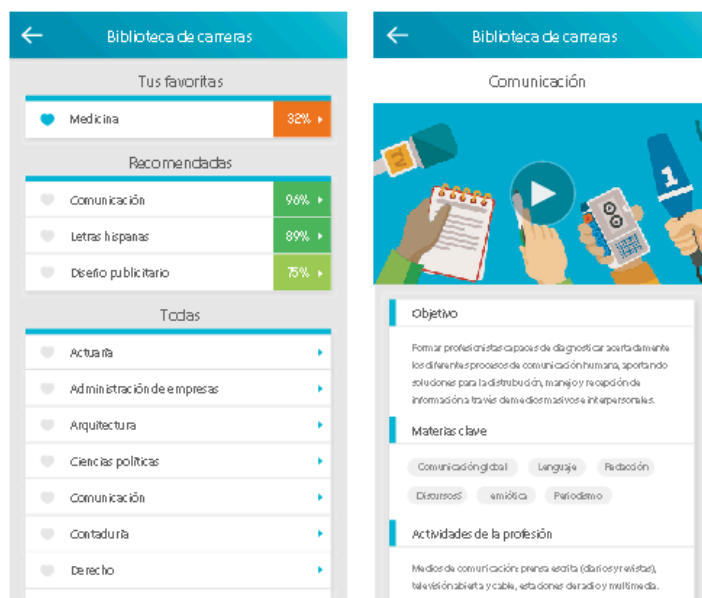 Biblioteca de carreras
Tus favoritas
Medicina 32%
Recomendadas
Comunicación 96%
Letras hispanas 89%
Diseño publicitario 75%
Todas
Actuaría
Administración de empresas
Arquitectura
Ciencias políticas
Comunicación
Contaduría
Derecho
Biblioteca de carreras
Comunicación
TV
1
Objetivo
Formar profesionistas capaces de diagnosticar acertadamente
los diferentes procesos de comunicación humana, aportando
soluciones para la distrubución, manejo y recepción de
información a través de medios masivos e interpersonales.
Materias clave
Comunicación global Lenguaje Redacción
DiscursosS emiótica Periodismo
Actividades de la profesión
Medios de comunicación: prensa escrita (diarios y revistas),
televisión abierta y cable, estaciones de radio y multimedia.